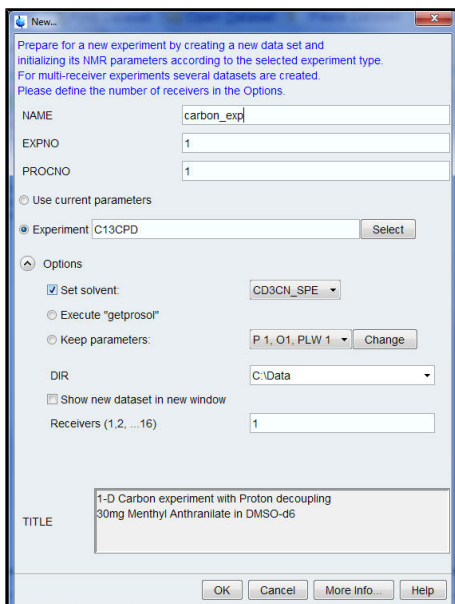 New...
Prepare for a new experiment by creating a new data set and
initializing its NMR parameters according to the selected experiment type.
For multi-receiver experiments several datasets are created.
Please define the number of receivers in the Options.
NAME carbon_exp
EXPNO 1
PROCNO 1
Use current parameters
Experiment C13CPD Select
Options
Set solvent: CD3CN_SPE
Execute "getprosol"
Keep parameters: P 1, O1, PLW 1 Change
DIR C:\Data
Show new dataset in new window
Receivers (1,2, ...16) 1
1-D Carbon experiment with Proton decoupling
30mg Menthyl Anthranilate in DMSO-d6
TITLE
OK Cancel More Info... Help